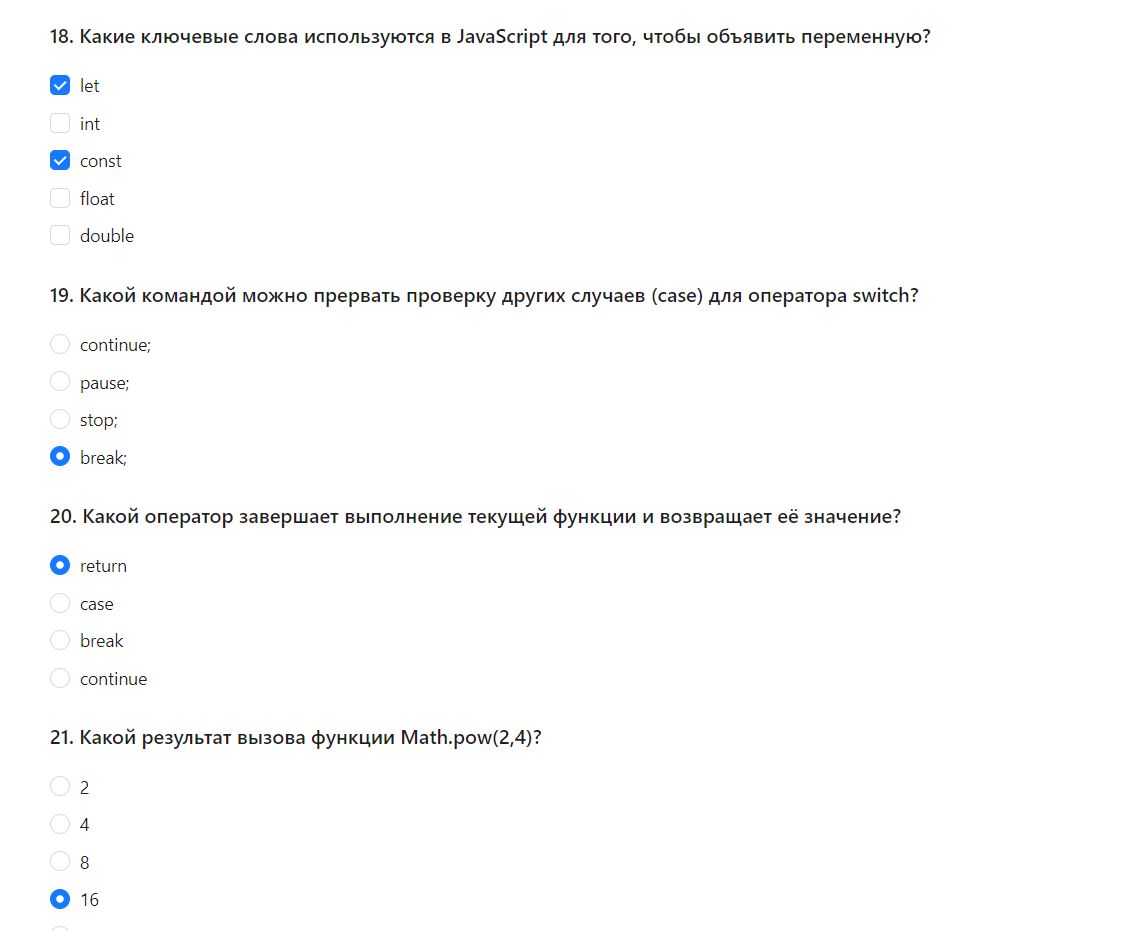 18. Какие ключевые слова используются в JavaScript для того, чтобы объявить переменную?
let
int
const
float
double
19. Какой командой можно прервать проверку других случаев (case) для оператора switch?
continue;
pause;
stop;
break;
20. Какой оператор завершает выполнение текущей функции и возвращает её значение?
return
case
break
continue
21. Какой результат вызова функции Math.pow(2,4)?
2
4
8
16